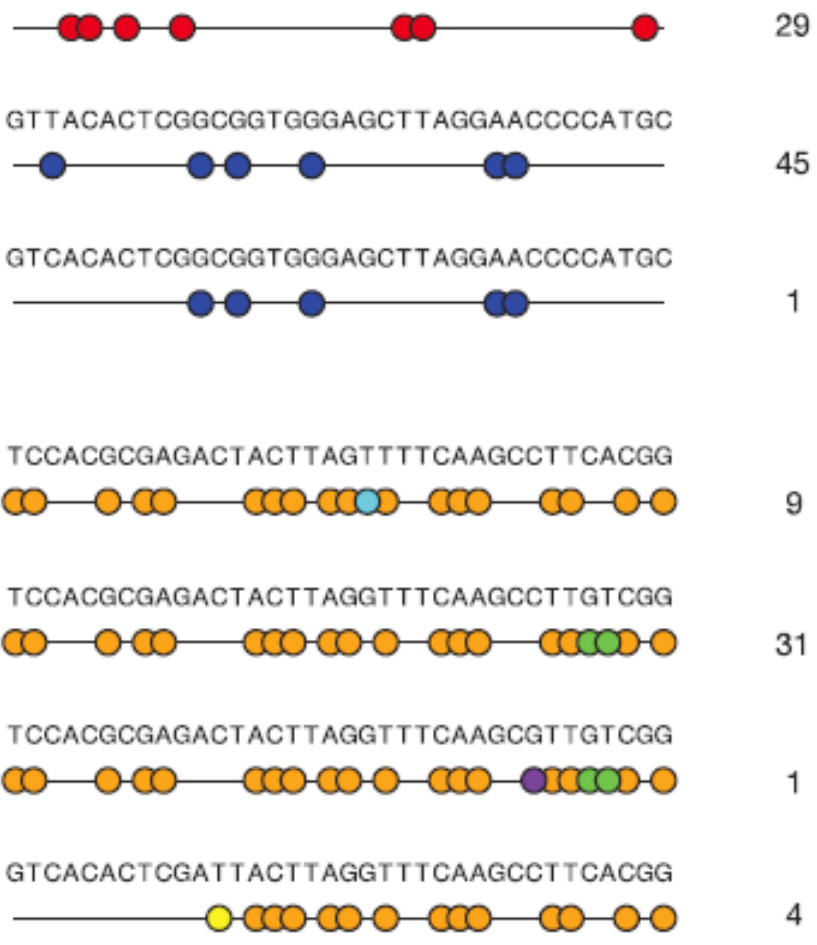 29
GTTACACTCGGCGGTGGGAGCTTAGGAACCCCATGC
45
GTCACACTCGGCGGTGGGAGCTTAGGAACCCCATGC
1
TCCACGCGAGACTACTTAGTTTTCAAGCCTTCACGG
9
TCCACGCGAGACTACTTAGGTTTCAAGCCTTGTCGG
31
TCCACGCGAGACTACTTAGGTTTCAAGCGTTGTCGG
1
GTCACACTCGATTACTTAGGTTTCAAGCCTTCACGG
4